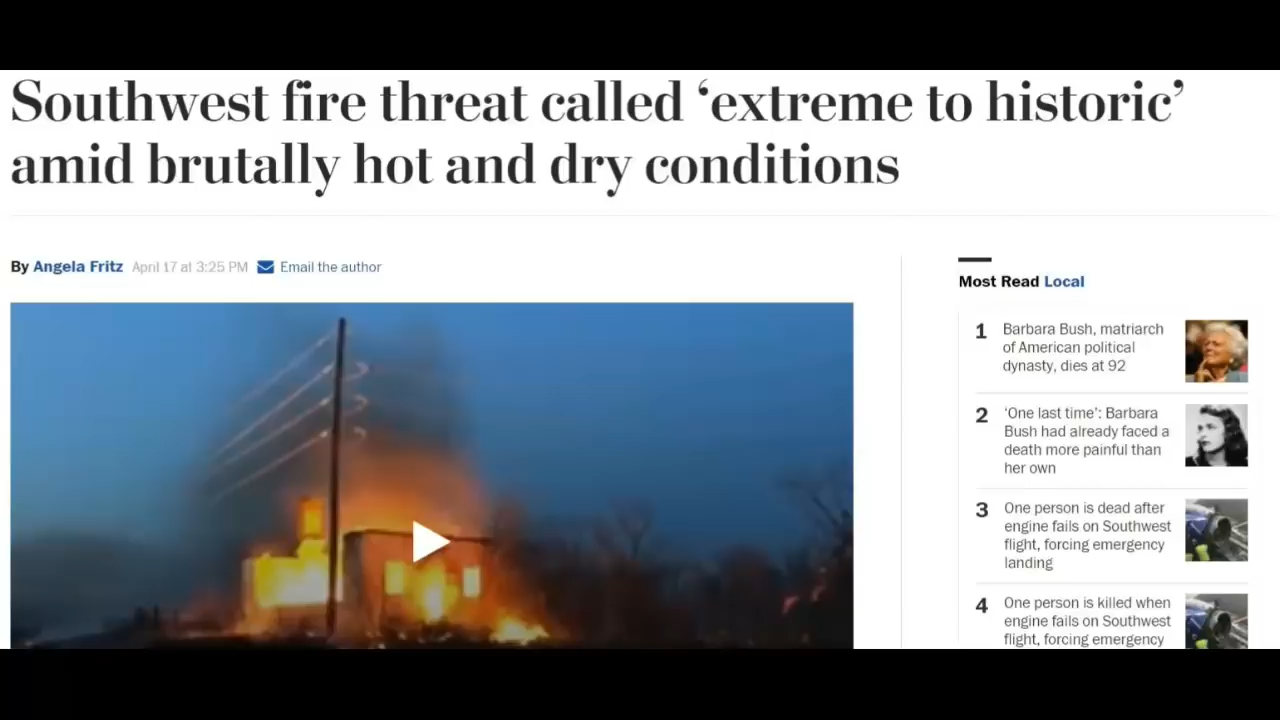 Southwest fire threat called ‘extreme to historic’
amid brutally hot and dry conditions
By Angela Fritz April 17 at 3:25 PM Email the author
Most Read Local
1 Barbara Bush, matriarch
of American political
dynasty, dies at 92
2 ‘One last time’: Barbara
Bush had already faced a
death more painful than
her own
3 One person is dead after
engine fails on Southwest
flight, forcing emergency
landing
4 One person is killed when
engine fails on Southwest
flight, forcing emergency